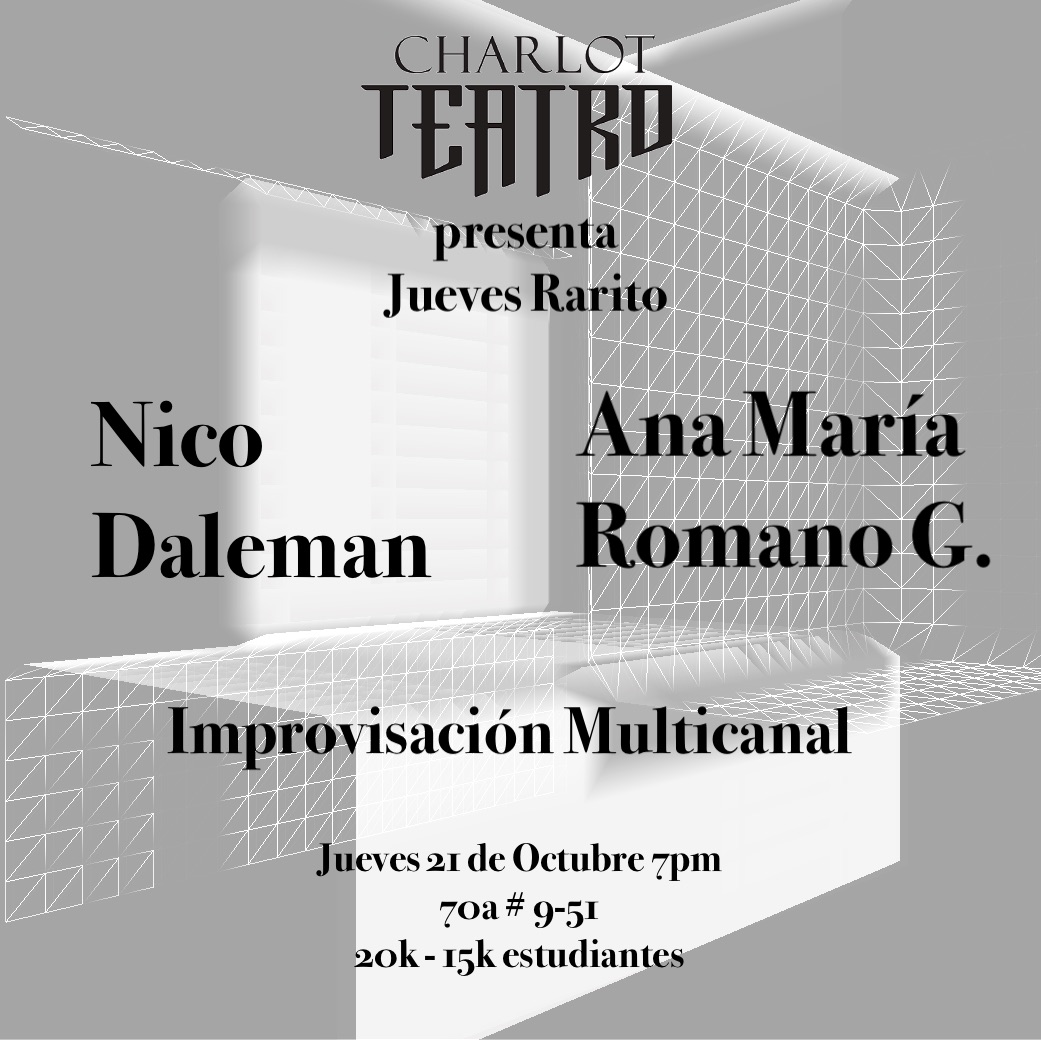 CHARLOT
TEATRO
presenta
Jueves Rarito
Nico
Daleman
Ana María
Romano G.
Improvisación Multicanal
Jueves 21 de Octubre 7pm
70a # 9-51
20k - 15k estudiantes